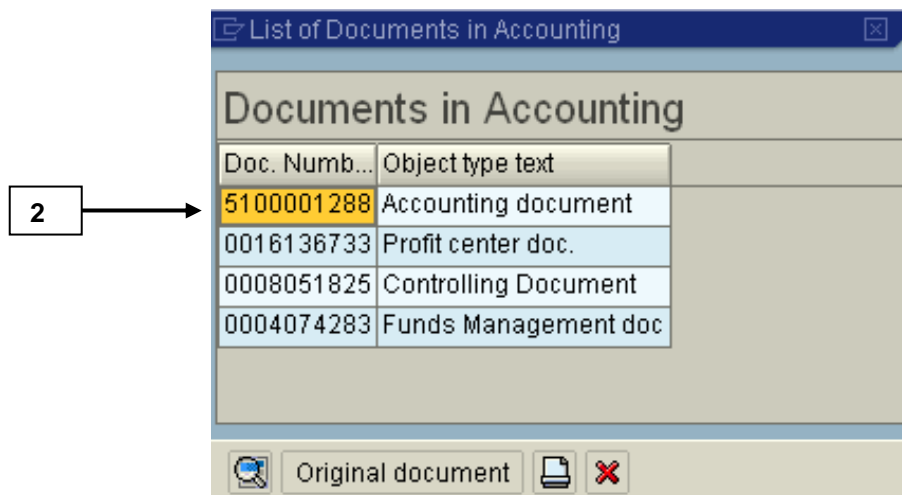 List of Documents in Accounting
Documents in Accounting
Doc. Numb... Object type text
2
5100001288 Accounting document
0016136733 Profit center doc.
0008051825 Controlling Document
0004074283 Funds Management doc
Original document